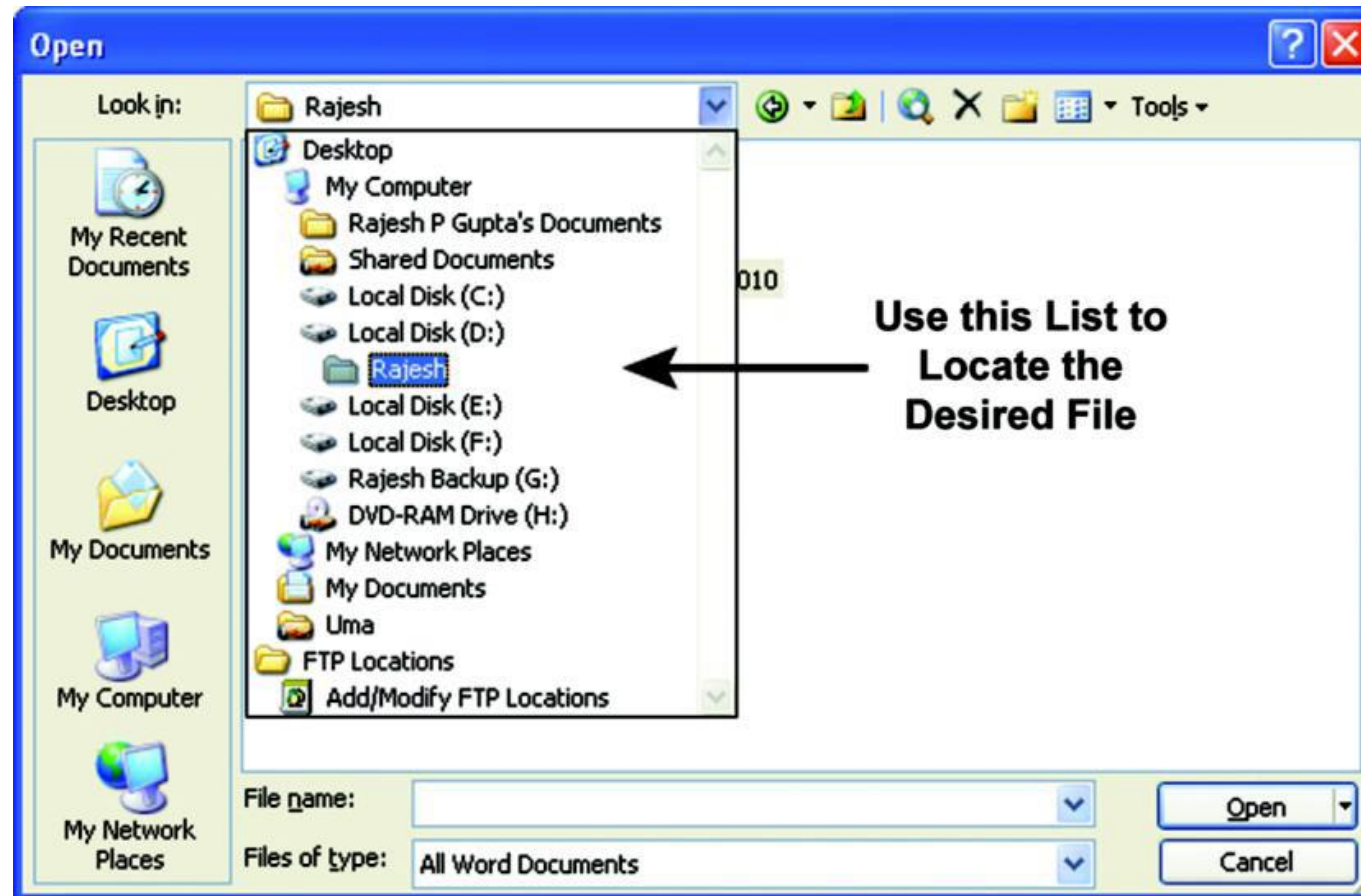 Open
Look in:
Rajesh
Tools
Desktop
My Computer
Rajesh P Gupta's Documents
Shared Documents
Local Disk (C:)
Local Disk (D:)
Rajesh
Local Disk (E:)
Local Disk (F:)
Rajesh Backup (G:)
DVD-RAM Drive (H:)
My Network Places
My Documents
Uma
FTP Locations
Add/Modify FTP Locations
My Recent
Documents
Desktop
My Documents
My Computer
My Network
Places
010
Use this List to
Locate the
Desired File
File name:
Open
Files of type:
All Word Documents
Cancel